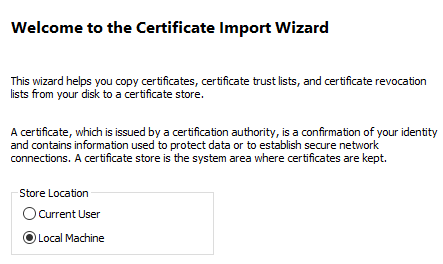 Welcome to the Certificate Import Wizard
This wizard helps you copy certificates, certificate trust lists, and certificate revocation
lists from your disk to a certificate store.
A certificate, which is issued by a certification authority, is a confirmation of your identity
and contains information used to protect data or to establish secure network
connections. A certificate store is the system area where certificates are kept.
Store Location
Current User
Local Machine